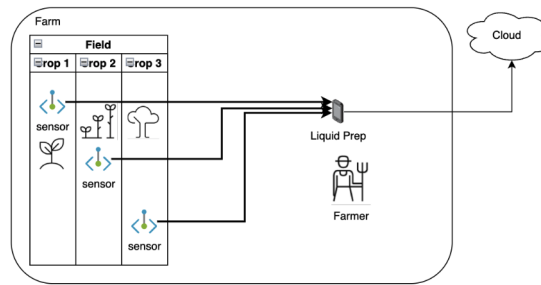 Farm
Field
rop 1
rop 2
rop 3
Cloud
sensor
Liquid Prep
sensor
Farmer
sensor